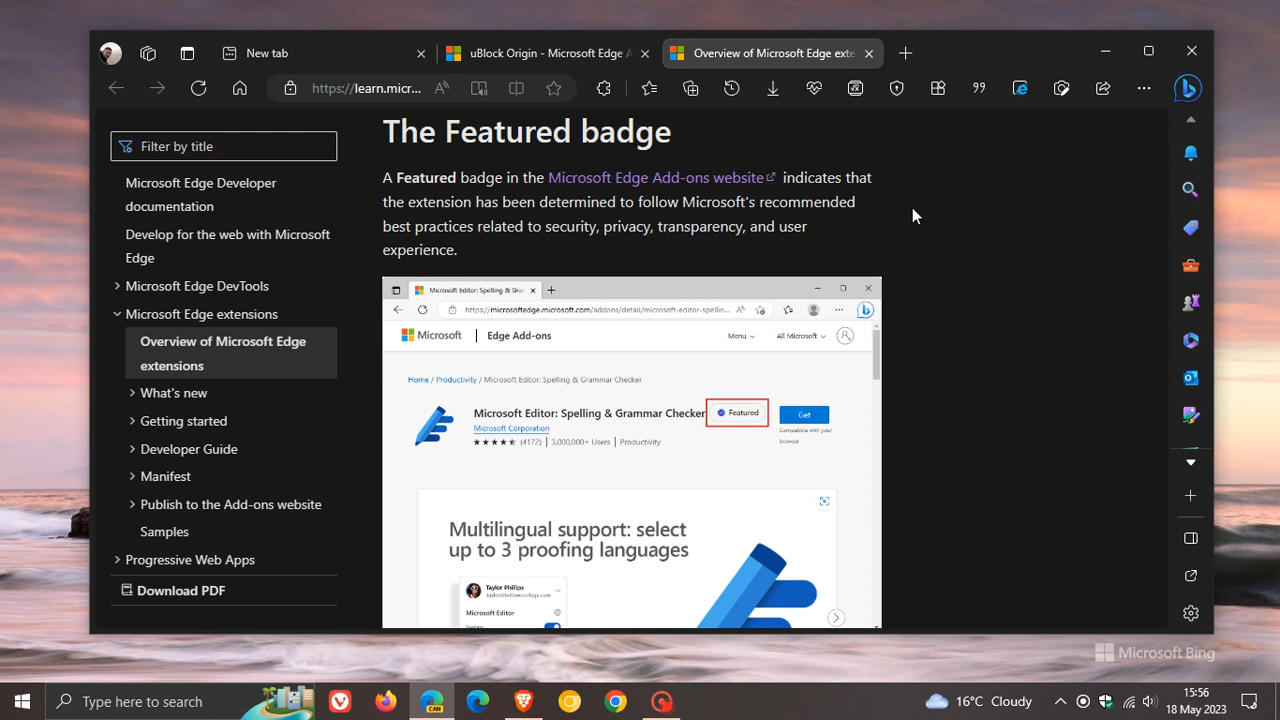 New tab
uBlock Origin - Microsoft Edge A
Overview of Microsoft Edge exte
https://learn.micr...
The Featured badge
A Featured badge in the Microsoft Edge Add-ons website indicates that
the extension has been determined to follow Microsoft's recommended
best practices related to security, privacy, transparency, and user
experience.
Filter by title
Microsoft Edge Developer
documentation
Develop for the web with Microsoft
Edge
Microsoft Edge DevTools
Microsoft Edge extensions
Overview of Microsoft Edge
extensions
What's new
Getting started
Developer Guide
Manifest
Publish to the Add-ons website
Samples
Progressive Web Apps
Download PDF
Microsoft Editor: Spelling & Gran
https://microsoftedge.microsoft.com/addons/detail/microsoft-editor-spellin...
Microsoft
Edge Add-ons
Menu
All Microsoft
Home / Productivity / Microsoft Editor: Spelling & Grammar Checker
Microsoft Editor: Spelling & Grammar Checker
Featured
Get
Microsoft Corporation
(4172) | 3,000,000+ Users | Productivity
Compatible with your
browser
Multilingual support: select
up to 3 proofing languages
Taylor Philips
Microsoft Editor
Microsoft Bing
Type here to search
CAN
16°C Cloudy
15:56
18 May 2023